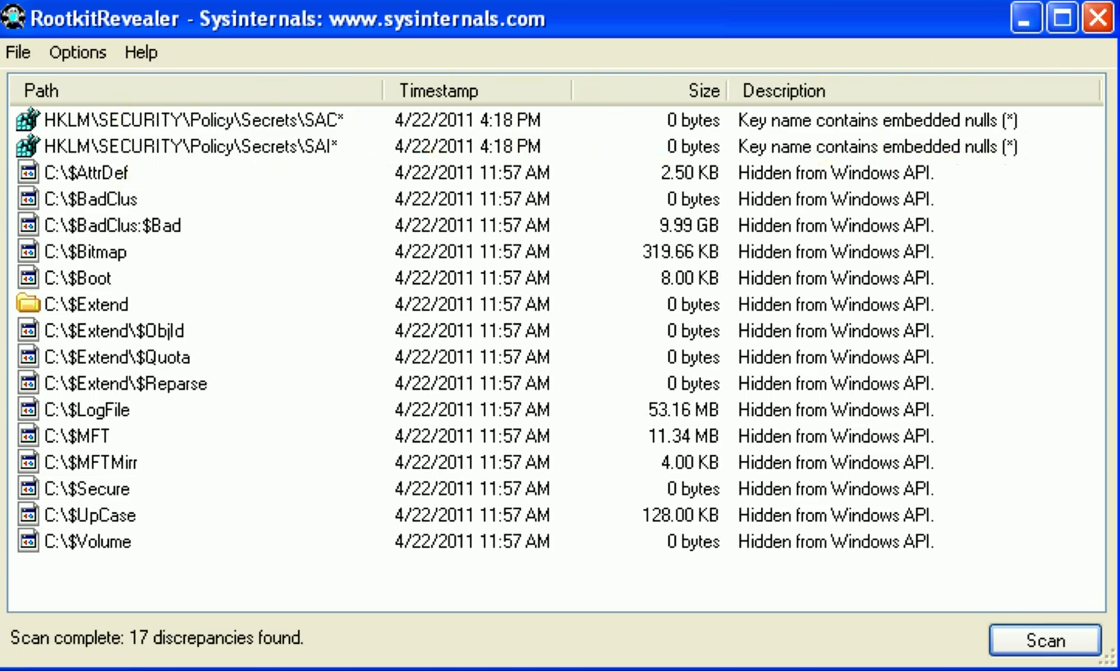 RootkitRevealer - Sysinternals: www.sysinternals.com
File Options Help
Path Timestamp Size Description
HKLM\SECURITY\Policy\Secrets\SAC* 4/22/2011 4:18 PM 0 bytes Key name contains embedded nulls (*)
HKLM\SECURITY\Policy\Secrets\SAI* 4/22/2011 4:18 PM 0 bytes Key name contains embedded nulls (*)
C:\$AttrDef 4/22/2011 11:57 AM 2.50 KB Hidden from Windows API.
C:\$BadClus 4/22/2011 11:57 AM 0 bytes Hidden from Windows API.
C:\$BadClus:$Bad 4/22/2011 11:57 AM 9.99 GB Hidden from Windows API.
C:\$Bitmap 4/22/2011 11:57 AM 319.66 KB Hidden from Windows API.
C:\$Boot 4/22/2011 11:57 AM 8.00 KB Hidden from Windows API.
C:\$Extend 4/22/2011 11:57 AM 0 bytes Hidden from Windows API.
C:\$Extend\$ObjId 4/22/2011 11:57 AM 0 bytes Hidden from Windows API.
C:\$Extend\$Quota 4/22/2011 11:57 AM 0 bytes Hidden from Windows API.
C:\$Extend\$Reparse 4/22/2011 11:57 AM 0 bytes Hidden from Windows API.
C:\$LogFile 4/22/2011 11:57 AM 53.16 MB Hidden from Windows API.
C:\$MFT 4/22/2011 11:57 AM 11.34 MB Hidden from Windows API.
C:\$MFTMirr 4/22/2011 11:57 AM 4.00 KB Hidden from Windows API.
C:\$Secure 4/22/2011 11:57 AM 0 bytes Hidden from Windows API.
C:\$UpCase 4/22/2011 11:57 AM 128.00 KB Hidden from Windows API.
C:\$Volume 4/22/2011 11:57 AM 0 bytes Hidden from Windows API.
Scan complete: 17 discrepancies found. Scan